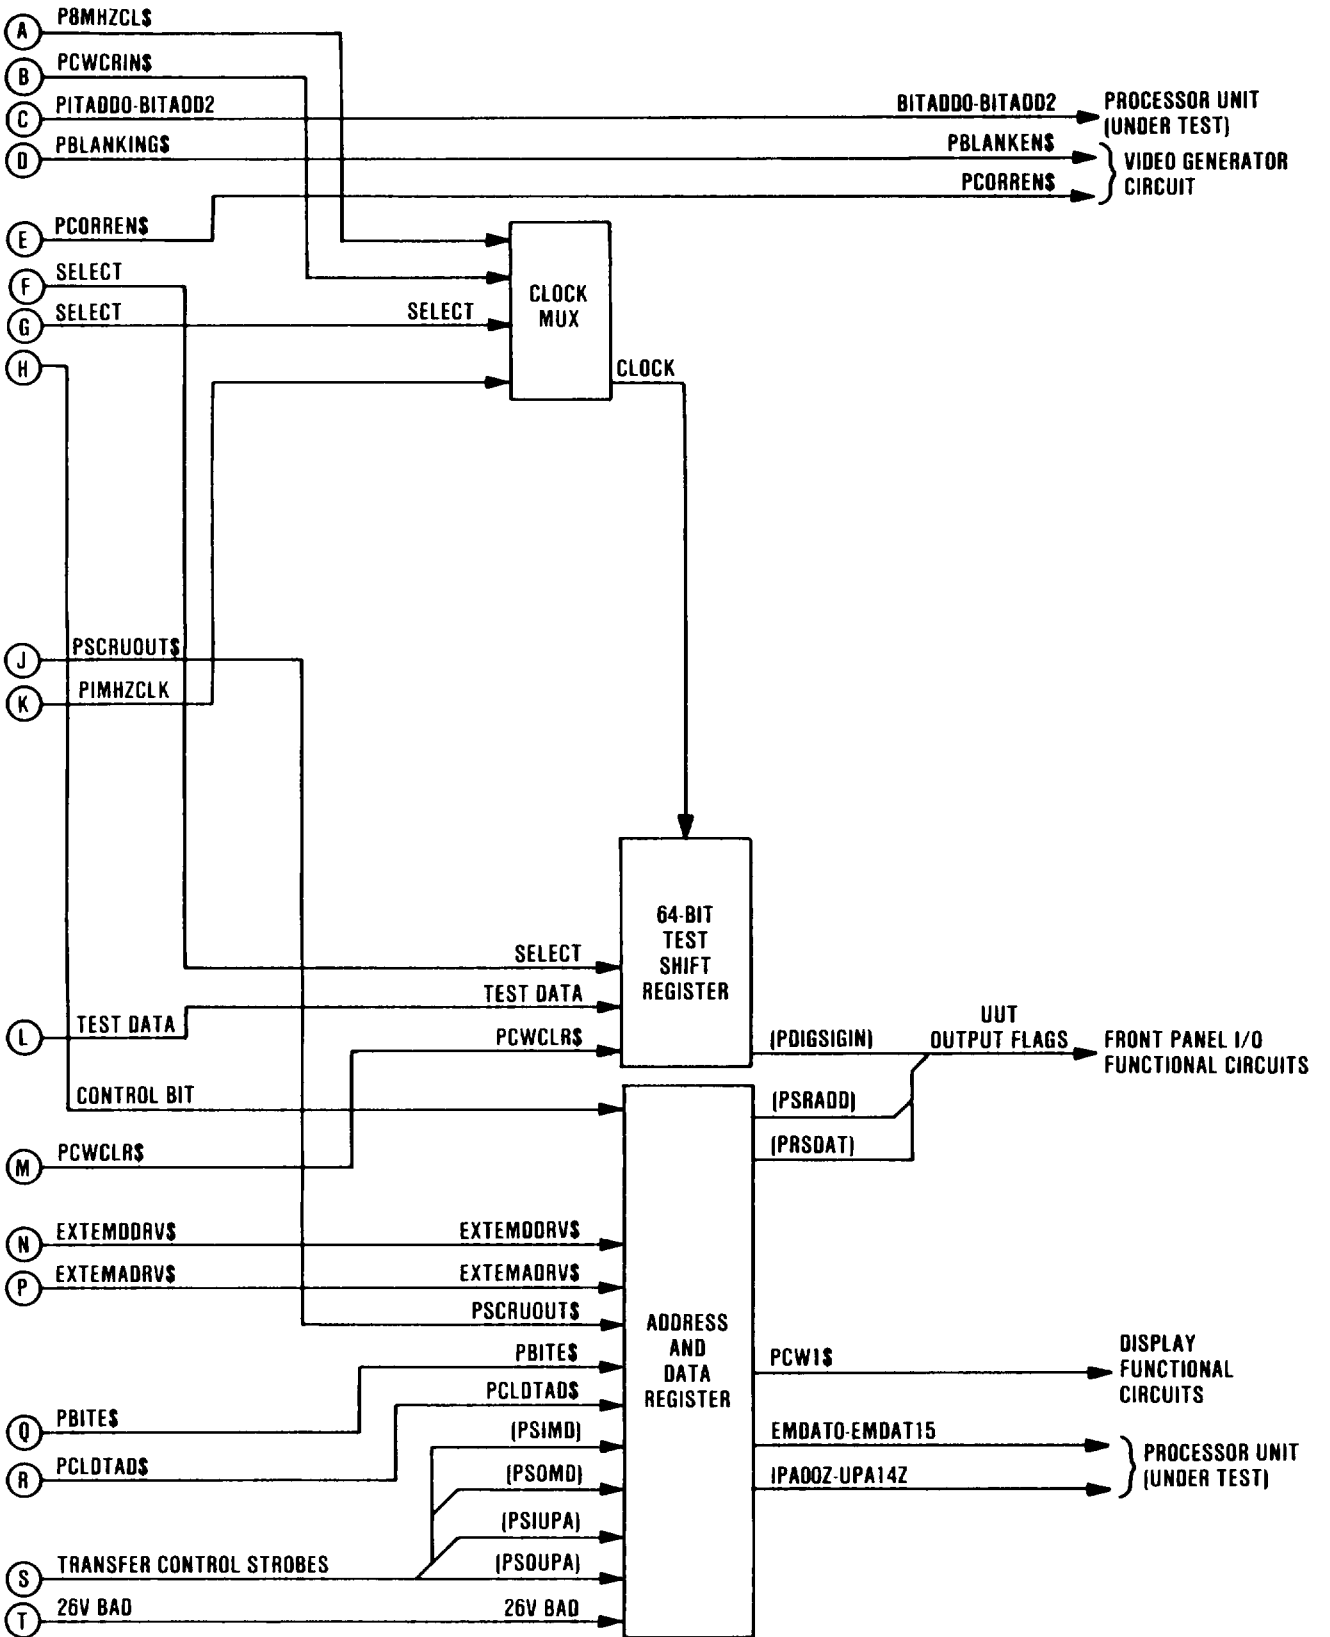 A P8MHZCL$
B PCWCRIN$
C PITADD0-BITADD2 BITADD0-BITADD2 PROCESSOR UNIT
(UNDER TEST)
D PBLANKING$ PBLANKEN$ VIDEO GENERATOR
CIRCUIT
PCORREN$
E PCORREN$
F SELECT
G SELECT SELECT
H
CLOCK
MUX
CLOCK
J PSCRUOUT$
K PIMHZCLK
64-BIT
TEST
SHIFT
REGISTER
SELECT
TEST DATA
L TEST DATA
PCWCLR$
(PDIGSIGIN)
UUT
OUTPUT FLAGS
FRONT PANEL I/O
FUNCTIONAL CIRCUITS
CONTROL BIT
(PSRADD)
(PRSDAT)
M PCWCLR$
N EXTEMDDRV$ EXTEMDDRV$
P EXTEMADRV$ EXTEMADRV$
PSCRUOUT$
PBITE$
PCLDTAD$
ADDRESS
AND
DATA
REGISTER
PCW1$
DISPLAY
FUNCTIONAL
CIRCUITS
Q PBITE$
R PCLDTAD$
(PSIMD)
(PSOMD)
(PSIUPA)
EMDAT0-EMDAT15
IPA00Z-UPA14Z
PROCESSOR UNIT
(UNDER TEST)
S TRANSFER CONTROL STROBES (PSOUPA)
T 26V BAD 26V BAD